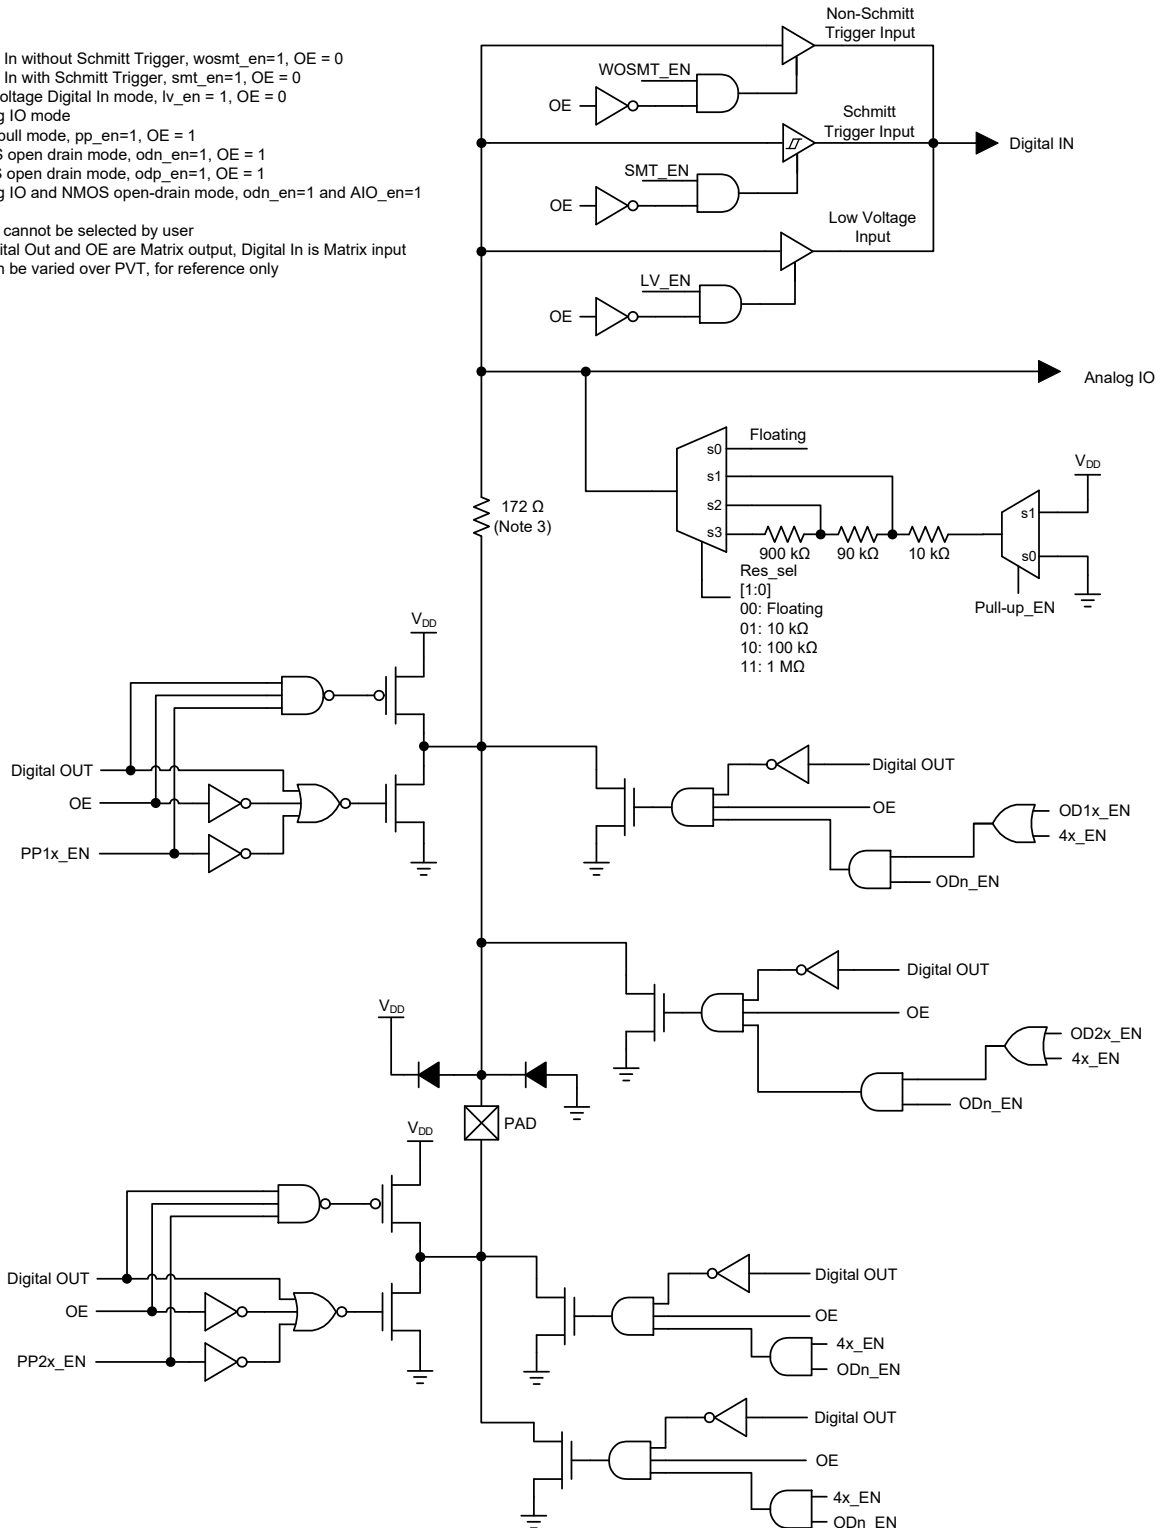 Non-Schmitt
Trigger Input
In without Schmitt Trigger, wosmt_en=1, OE = 0
In with Schmitt Trigger, smt_en=1, OE = 0
oltage Digital In mode, lv_en = 1, OE = 0
g IO mode
pull mode, pp_en=1, OE = 1
S open drain mode, odn_en=1, OE = 1
S open drain mode, odp_en=1, OE = 1
g IO and NMOS open-drain mode, odn_en=1 and AIO_en=1
cannot be selected by user
ital Out and OE are Matrix output, Digital In is Matrix input
n be varied over PVT, for reference only
WOSMT_EN
OE
Schmitt
Trigger Input
Digital IN
SMT_EN
OE
Low Voltage
Input
LV_EN
OE
Analog IO
Floating
s0
s1
s2
s3
VDD
s1
s0
172 Ω
(Note 3)
900 kΩ
90 kΩ
10 kΩ
Res_sel
[1:0]
00: Floating
01: 10 kΩ
10: 100 kΩ
11: 1 MΩ
Pull-up_EN
VDD
Digital OUT
OE
PP1x_EN
Digital OUT
OE
OD1x_EN
4x_EN
ODn_EN
Digital OUT
OE
OD2x_EN
4x_EN
ODn_EN
VDD
PAD
VDD
Digital OUT
OE
PP2x_EN
Digital OUT
OE
4x_EN
ODn_EN
Digital OUT
OE
4x_EN
ODn_EN